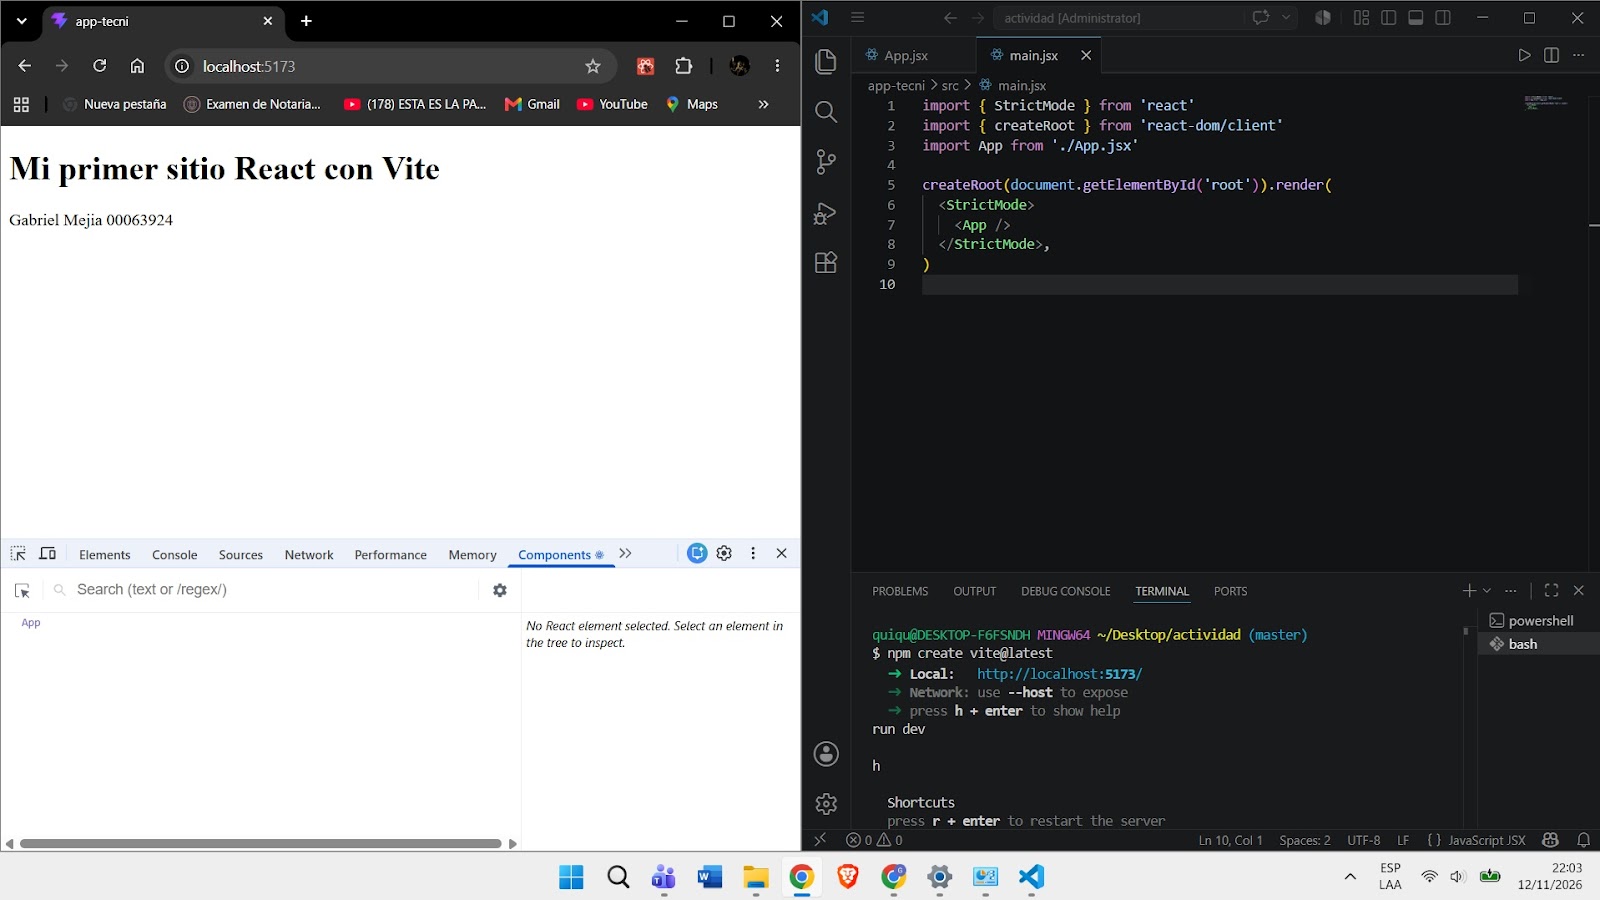 app-tecni
localhost:5173
Nueva pestaña
Examen de Notaria...
(178) ESTA ES LA PA...
Gmail
YouTube
Maps
»
Mi primer sitio React con Vite
Gabriel Mejia 00063924
Elements Console Sources Network Performance Memory Components
Search (text or /regex/)
App
No React element selected. Select an element in
the tree to inspect.
actividad [Administrator]
App.jsx
main.jsx
app-tecni > src > main.jsx
1 import { StrictMode } from 'react'
2 import { createRoot } from 'react-dom/client'
3 import App from './App.jsx'
4
5 createRoot(document.getElementById('root')).render(
6 <StrictMode>
7 <App />
8 </StrictMode>,
9 )
10
PROBLEMS OUTPUT DEBUG CONSOLE TERMINAL PORTS
quiqu@DESKTOP-F6FSNDH MINGW64 ~/Desktop/actividad (master)
$ npm create vite@latest
➜ Local: http://localhost:5173/
➜ Network: use --host to expose
➜ press h + enter to show help
run dev
h
Shortcuts
press r + enter to restart the server
powershell
bash
0 0
Ln 10, Col 1 Spaces: 2 UTF-8 LF { } JavaScript JSX
ESP
LAA
22:03
12/11/2026